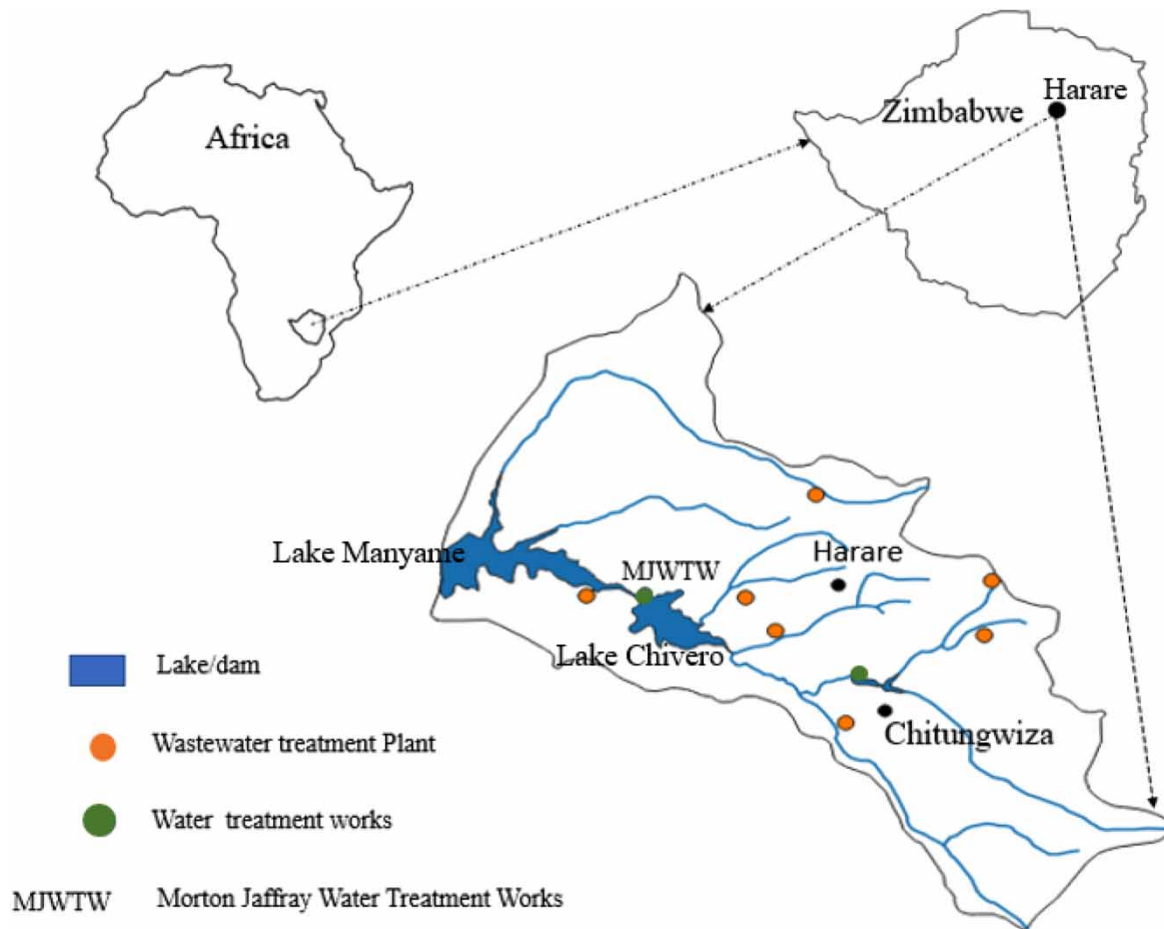 Africa
Harare
Zimbabwe
Lake Manyame
MJWTW
Harare
Lake Chivero
Chitungwiza
Lake/dam
Wastewater treatment Plant
Water treatment works
MJWTW Morton Jaffray Water Treatment Works